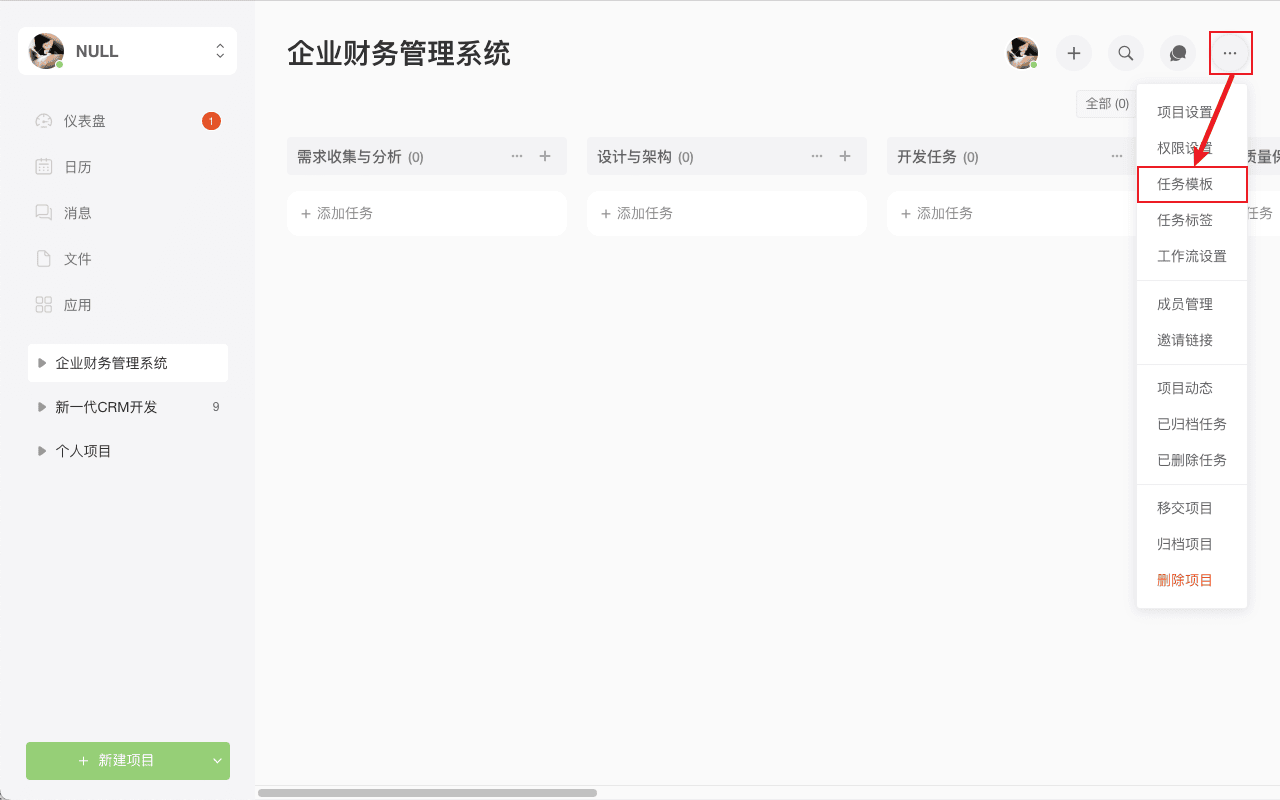 NULL
仪表盘
1
日历
消息
文件
应用
企业财务管理系统
新一代CRM开发 9
个人项目
+ 新建项目
企业财务管理系统
全部 (0)
需求收集与分析 (0)
+ 添加任务
设计与架构 (0)
+ 添加任务
开发任务 (0)
+ 添加任务
质量保
任务
项目设置
权限设置
任务模板
任务标签
工作流设置
成员管理
邀请链接
项目动态
已归档任务
已删除任务
移交项目
归档项目
删除项目